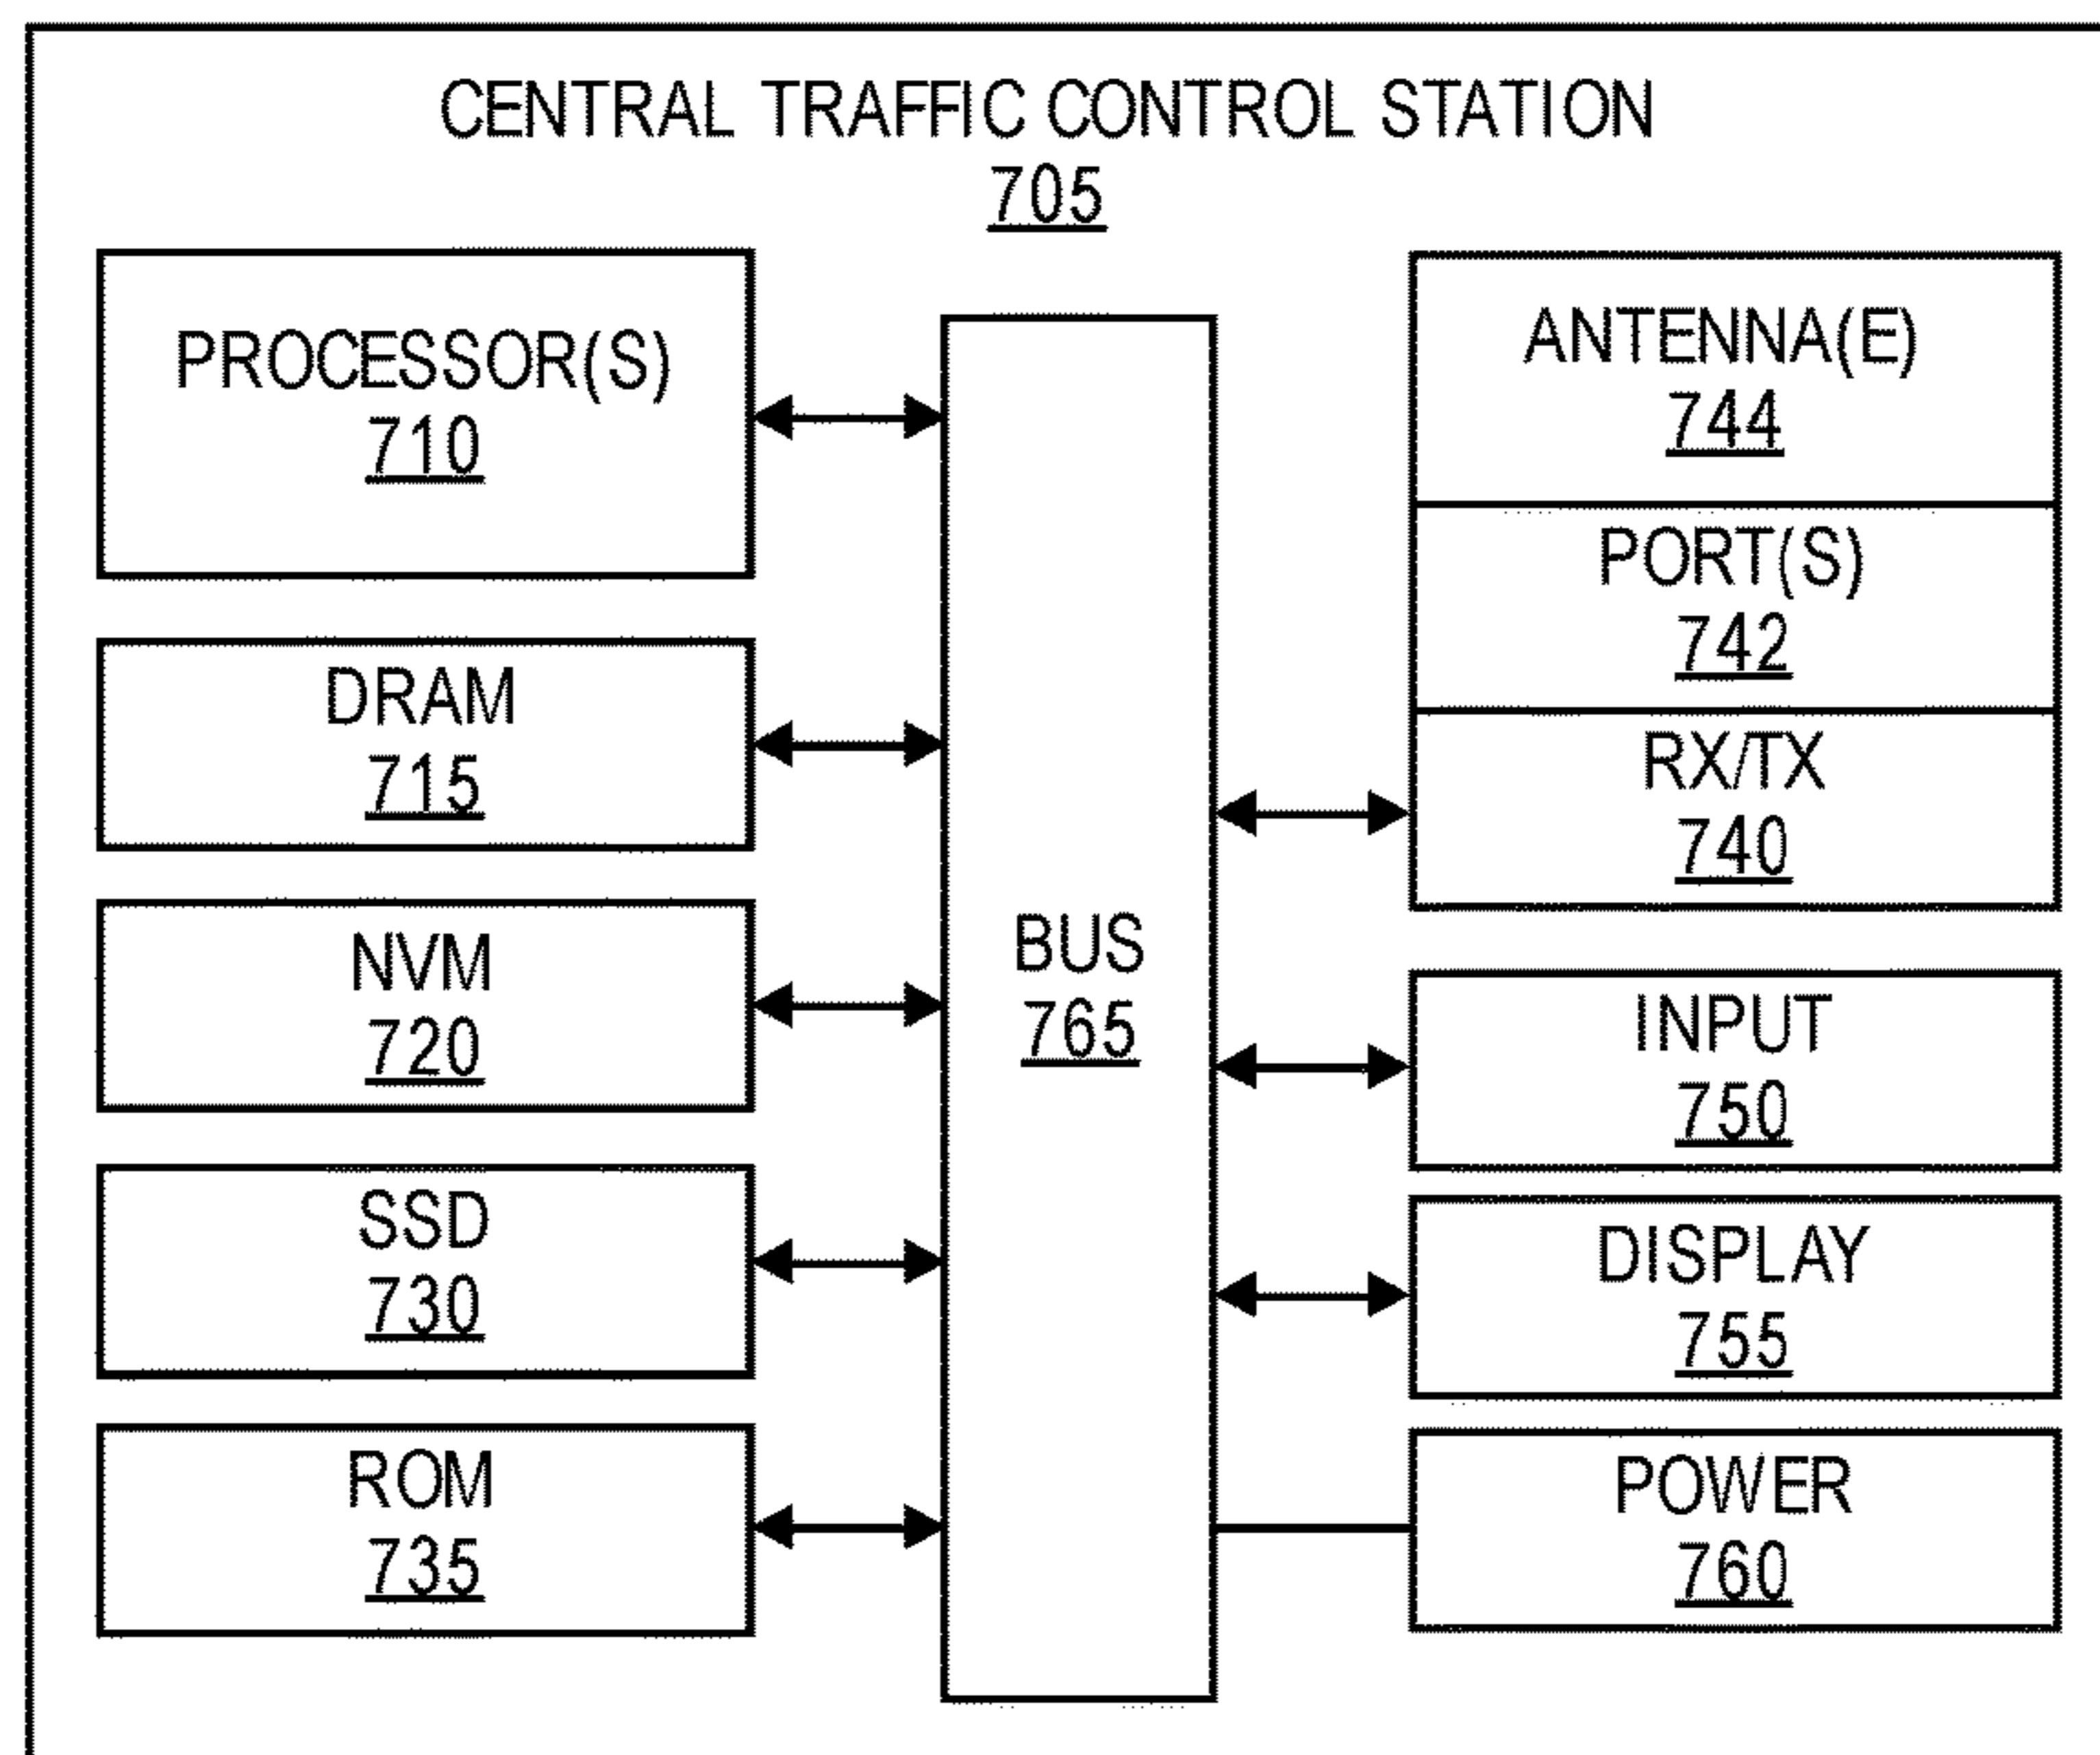 CENTRAL TRAFFIC CONTROL STATION
705
PROCESSOR(S)
710
DRAM
715
NVM
720
SSD
730
ROM
735
BUS
765
ANTENNA(E)
744
PORT(S)
742
RX/TX
740
INPUT
750
DISPLAY
755
POWER
760